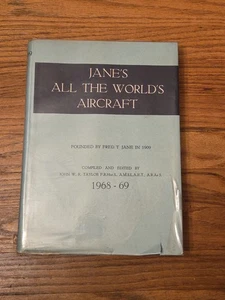 JANE'S
ALL THE WORLD'S
AIRCRAFT
FOUNDED BY FRED T. JANE IN 1909
COMPILED AND EDITED BY
JOHN W. R. TAYLOR
1968-69